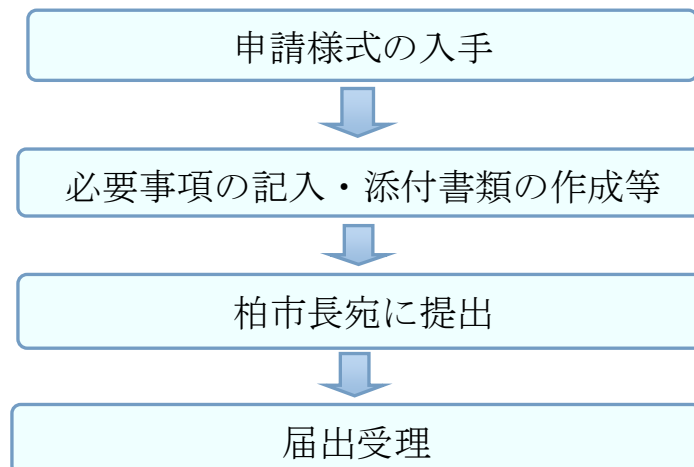 申請様式の入手
必要事項の記入・添付書類の作成等
柏市長宛に提出
届出受理